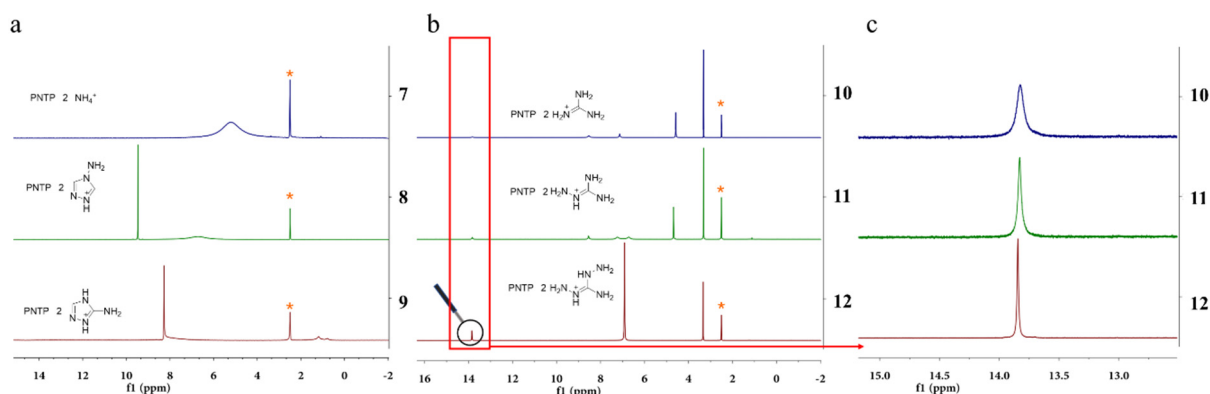 a
b
c
PNTP 2 NH4+
*
7
PNTP 2
NH2
N
N
+
N
H
*
8
PNTP 2
H
N
N
N
+
H
NH2
*
9
14 12 10 8 6 4 2 0 -2
f1 (ppm)
PNTP 2
NH2
+
H2N
NH2
*
10
PNTP 2
NH2
H2N
+
N
H
NH2
*
11
PNTP 2
NH2
HN
H2N
+
N
H
NH2
*
12
16 14 12 10 8 6 4 2 0 -2
f1 (ppm)
10
11
12
15.0 14.5 14.0 13.5 13.0
f1 (ppm)